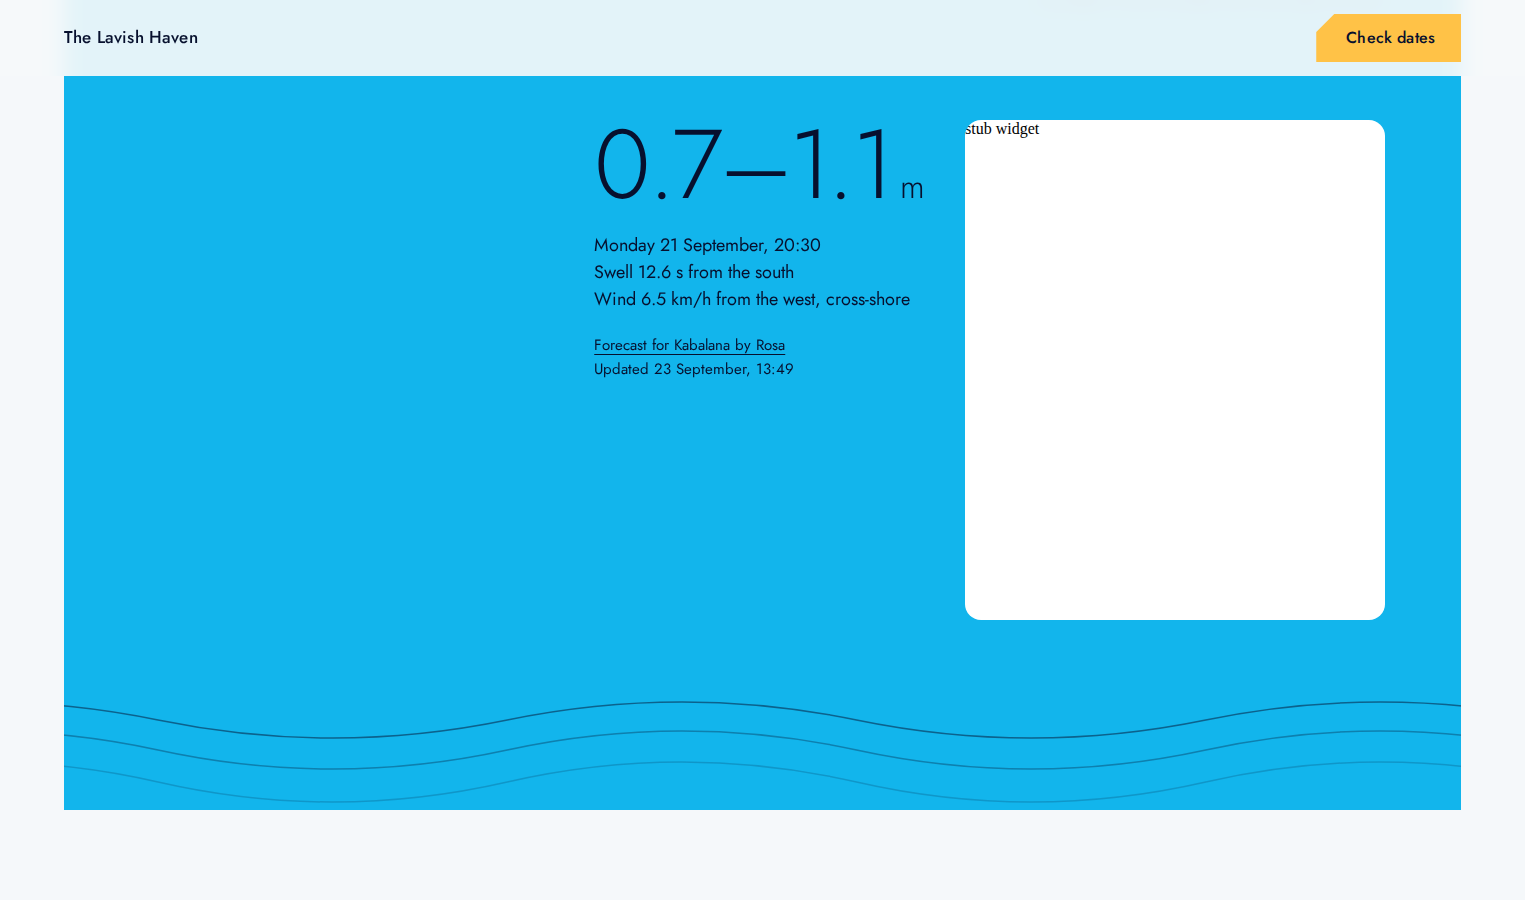 The Lavish Haven
Check dates
0.7–1.1 m
Monday 21 September, 20:30
Swell 12.6 s from the south
Wind 6.5 km/h from the west, cross-shore
Forecast for Kabalana by Rosa
Updated 23 September, 13:49
stub widget